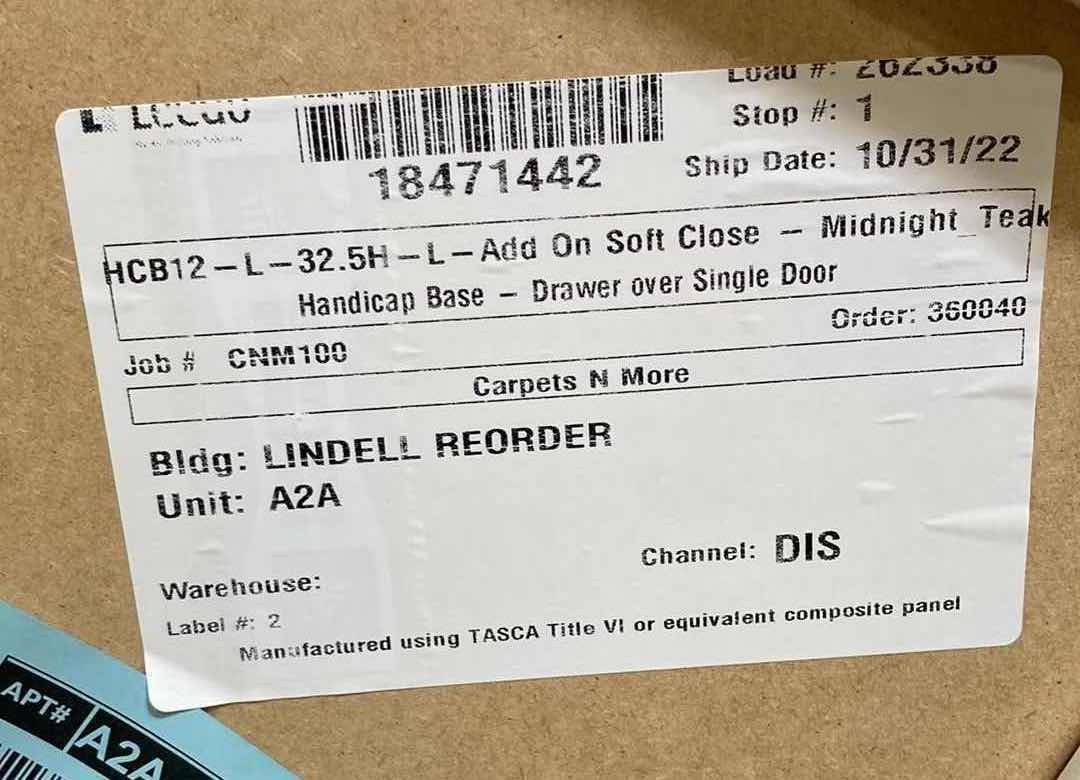 Load #: 262338
Stop #: 1
18471442
Ship Date: 10/31/22
HCB12-L-32.5H-L-Add On Soft Close - Midnight_Teak
Handicap Base - Drawer over Single Door
Order: 360040
Job # CNM100
Carpets N More
Bldg: LINDELL REORDER
Unit: A2A
Channel: DIS
Warehouse:
Label #: 2
Manufactured using TASCA Title VI or equivalent composite panel
APT# A2A